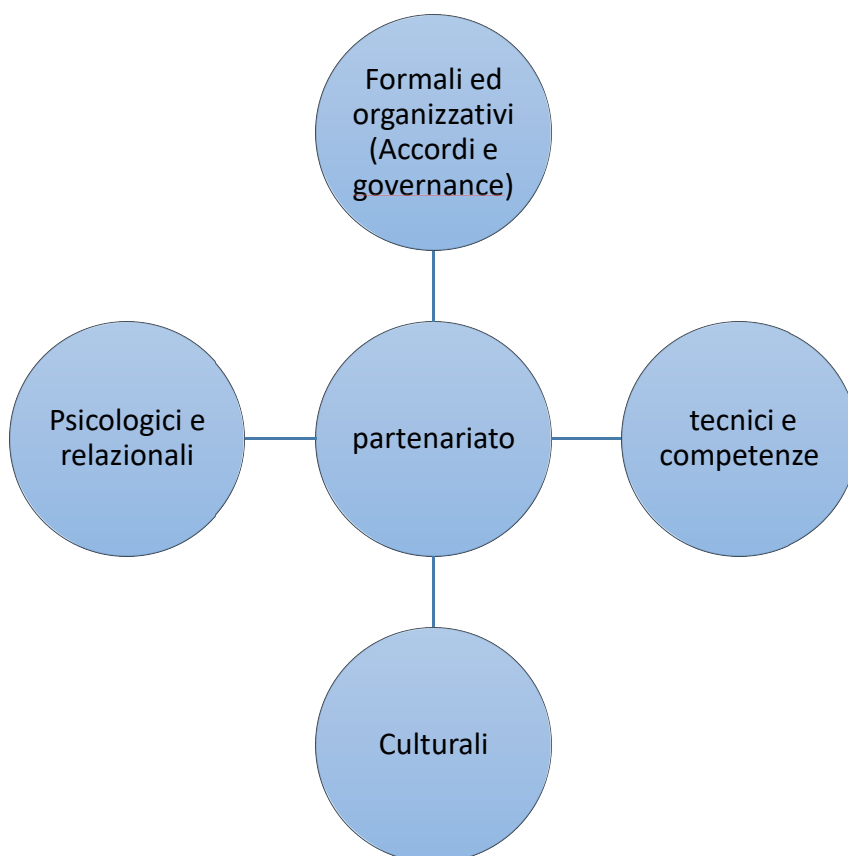 Formali ed
organizzativi
(Accordi e
governance)
Psicologici e
relazionali
partenariato
tecnici e
competenze
Culturali